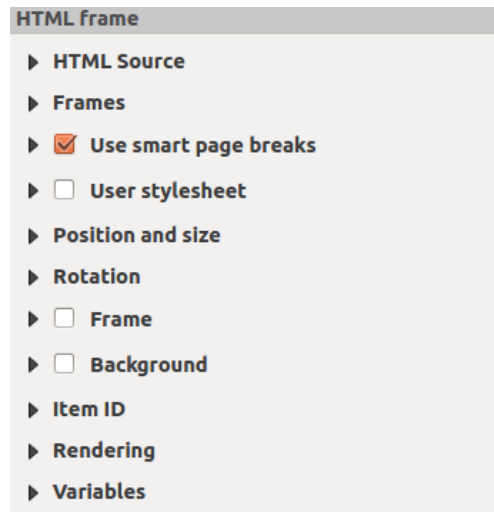 HTML frame
HTML Source
Frames
Use smart page breaks
User stylesheet
Position and size
Rotation
Frame
Background
Item ID
Rendering
Variables